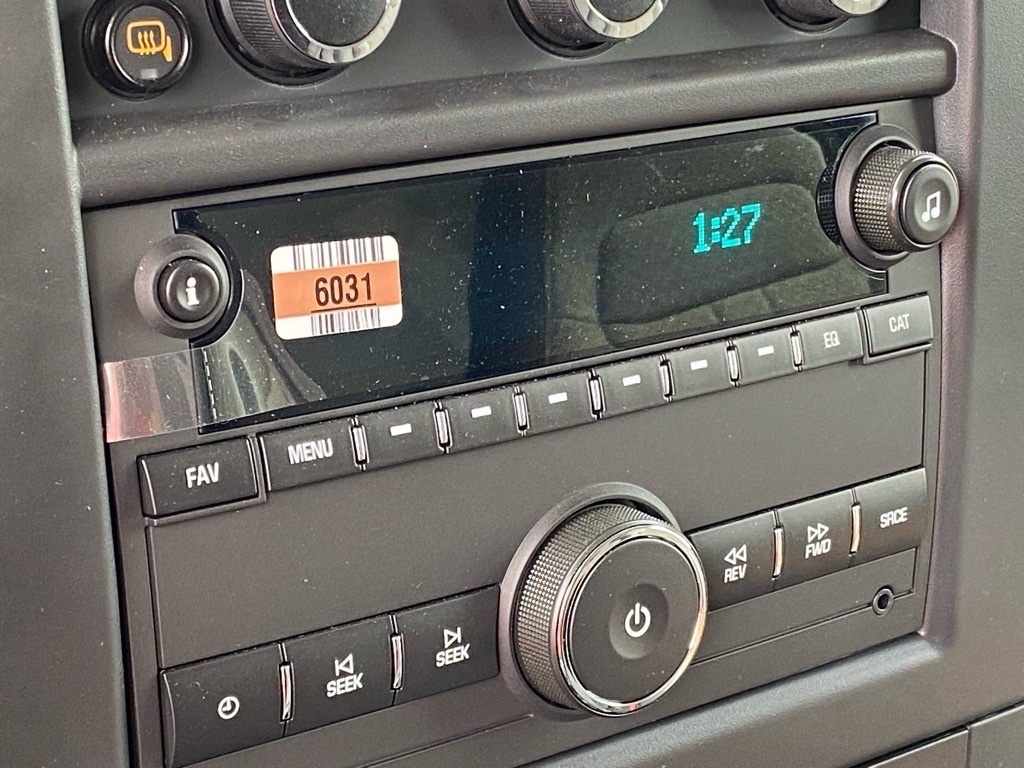 1:27
6031
i
EQ
CAT
FAV
MENU
REV
FWD
SRCE
SEEK
SEEK